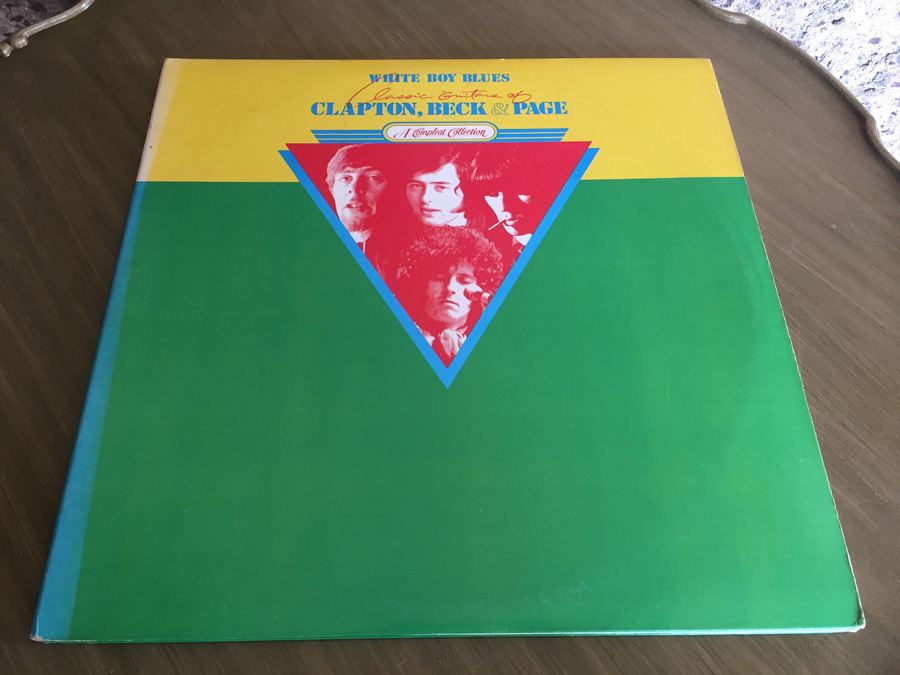 WHITE BOY BLUES
Classic Guitars of
CLAPTON, BECK & PAGE
A Compleat Collection